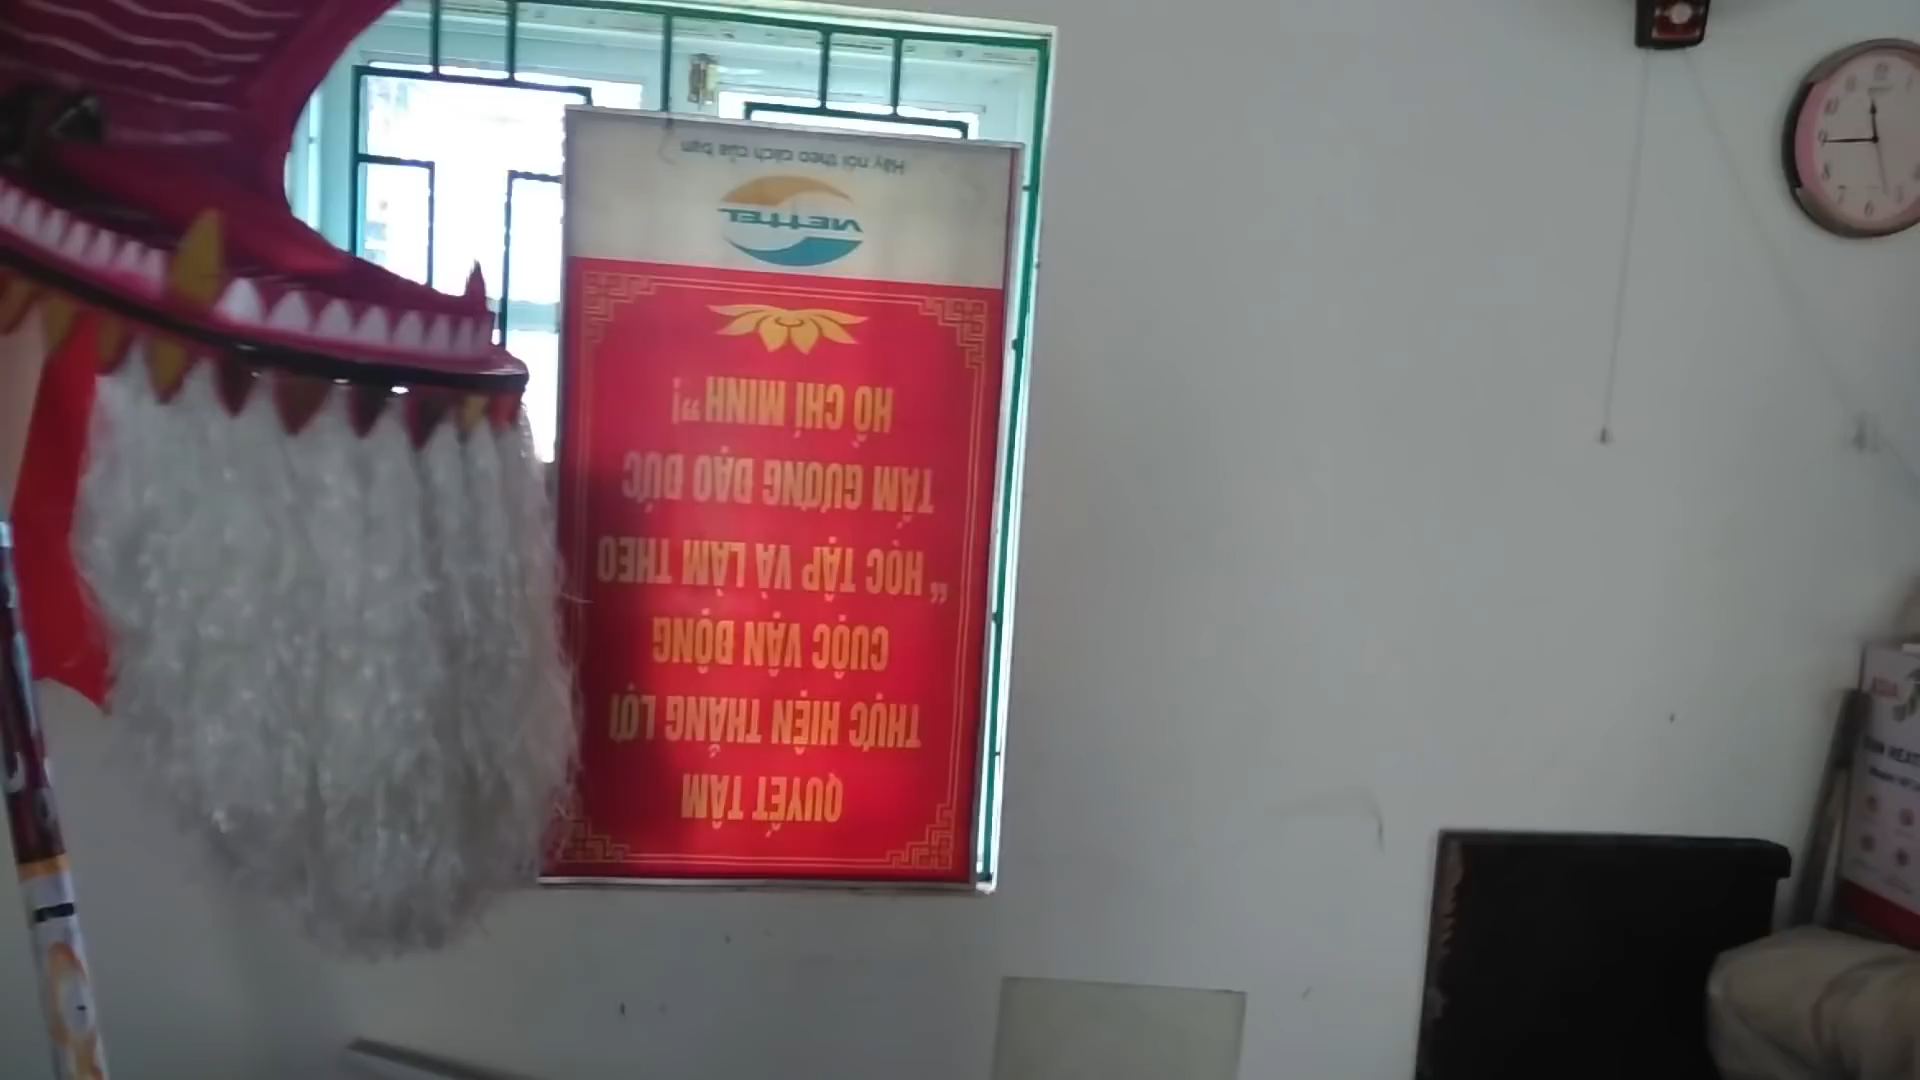 QUYẾT TÂM
THỰC HIỆN THẮNG LỢI
CUỘC VẬN ĐỘNG
“HỌC TẬP VÀ LÀM THEO
TẤM GƯƠNG ĐẠO ĐỨC
HỒ CHÍ MINH”!
VIETTEL
Hãy nói theo cách của bạn
ASIA